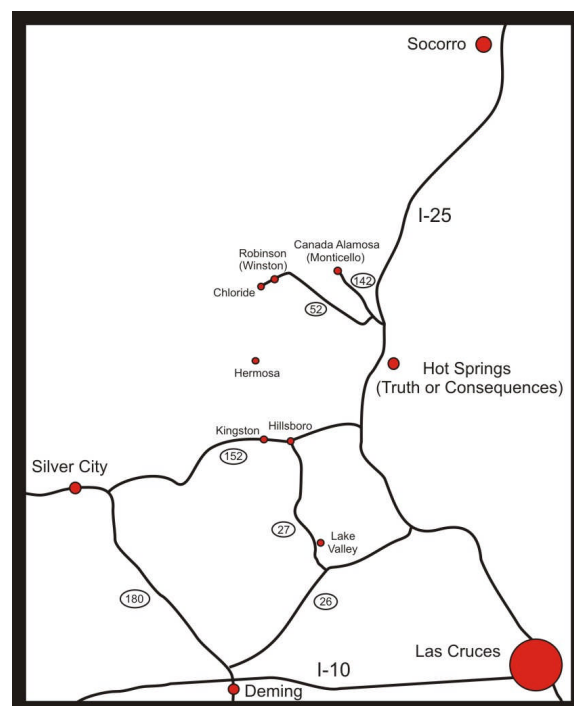 Socorro
I-25
Canada Alamosa
(Monticello)
Robinson
(Winston)
142
Chloride
52
Hermosa
Hot Springs
(Truth or Consequences)
Kingston
Hillsboro
152
Silver City
27
Lake
Valley
180
26
Las Cruces
I-10
Deming